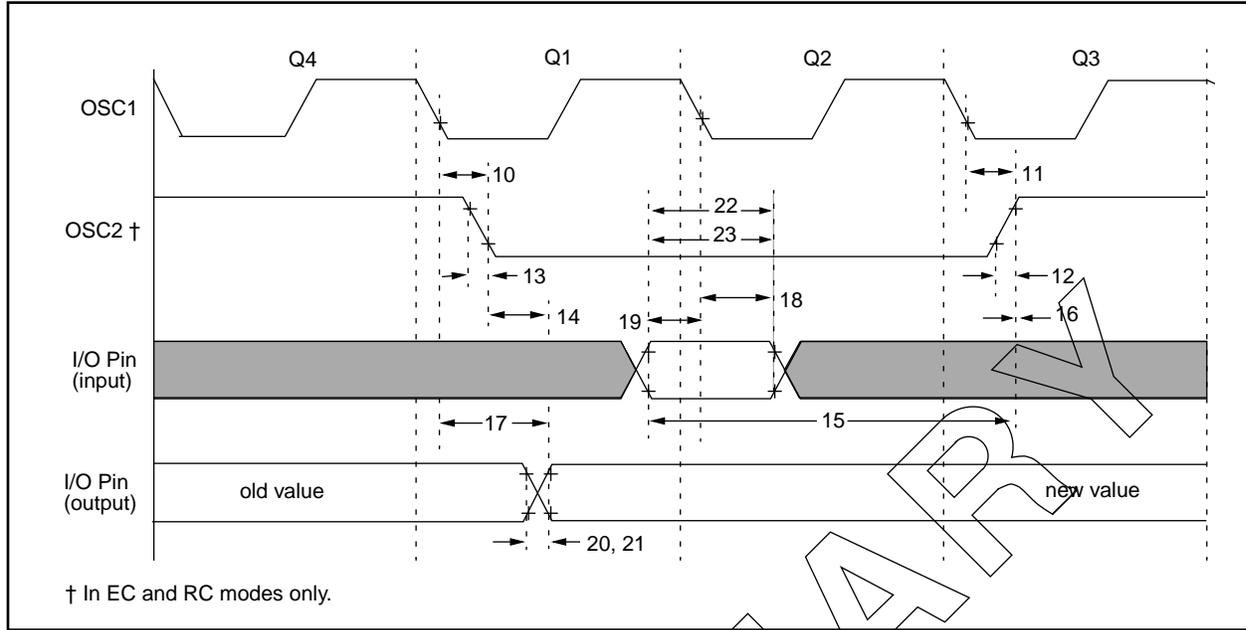 Q4 Q1 Q2 Q3
OSC1
10 11
22
OSC2 †
23
13 12
18
14 19 16
I/O Pin
(input)
17 15
I/O Pin
(output)
old value new value
20, 21
† In EC and RC modes only.
A R Y